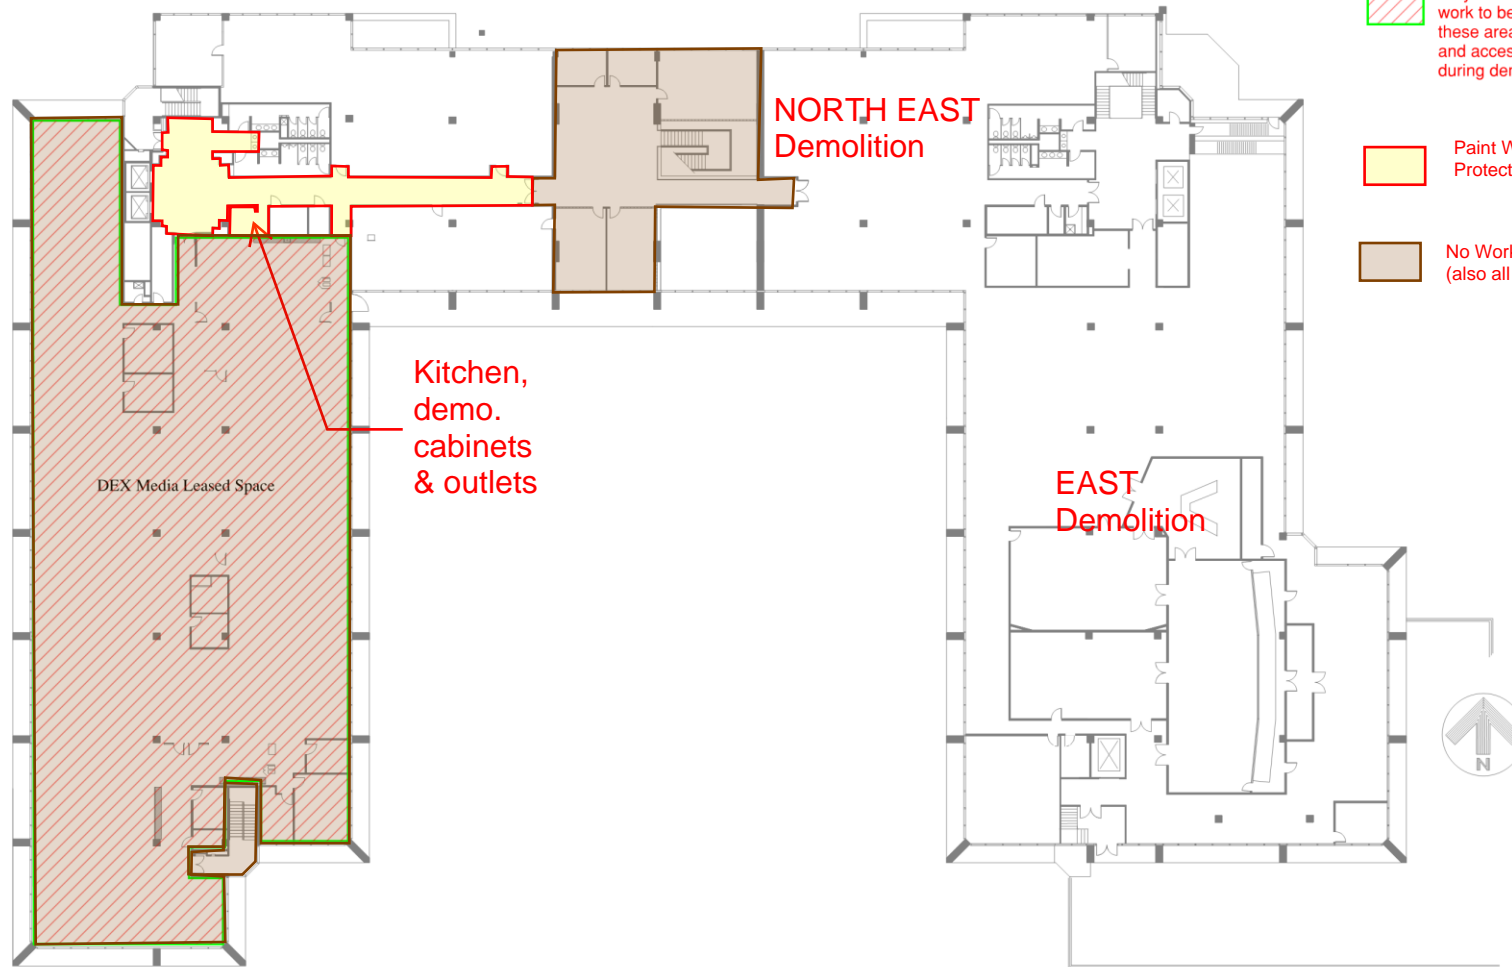 work to be
these area
and acces
during der
NORTH EAST
Demolition
Paint W
Protect
No Work
(also all
Kitchen,
demo.
cabinets
& outlets
DEX Media Leased Space
EAST
Demolition
N